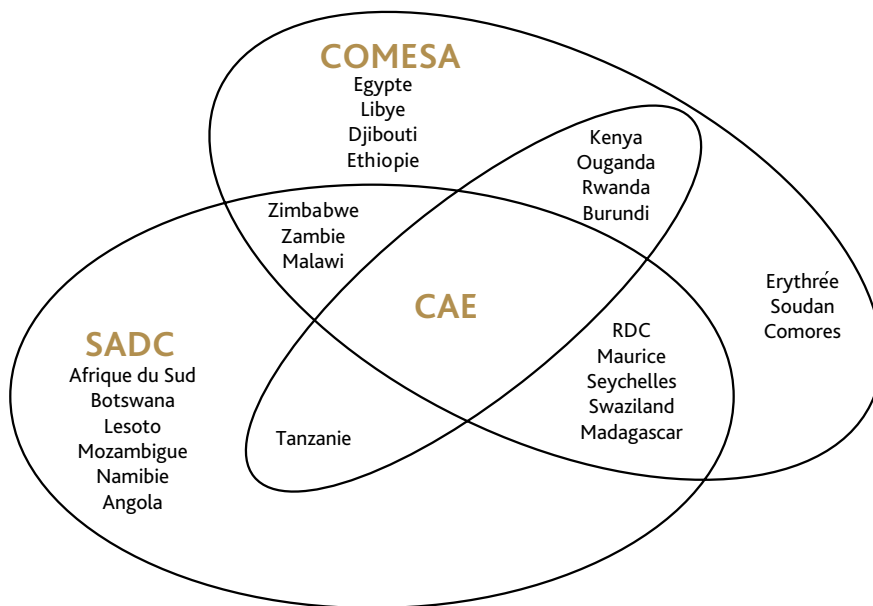 COMESA
Egypte
Libye
Djibouti
Ethiopie
Kenya
Ouganda
Rwanda
Burundi
Zimbabwe
Zambie
Malawi
Erythrée
Soudan
Comores
CAE
SADC
Afrique du Sud
Botswana
Lesoto
Mozambigue
Namibie
Angola
RDC
Maurice
Seychelles
Swaziland
Madagascar
Tanzanie